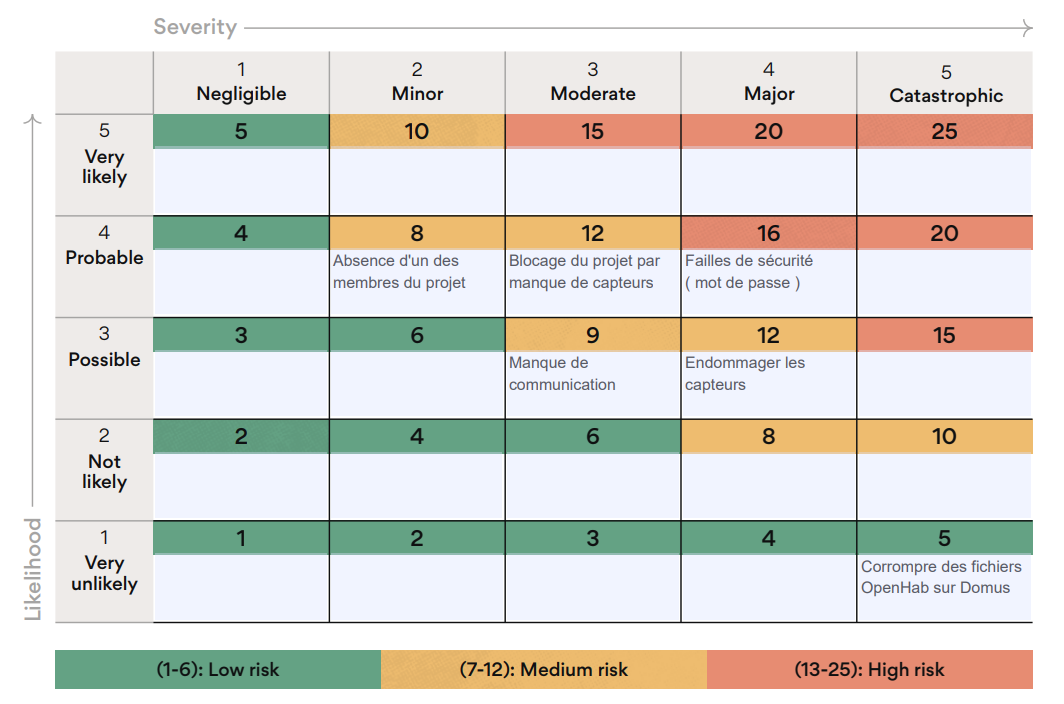 Severity
1
Negligible
2
Minor
3
Moderate
4
Major
5
Catastrophic
5
Very
likely
5
10
15
20
25
4
Probable
4
8
12
16
20
Absence d'un des
membres du projet
Blocage du projet par
manque de capteurs
Failles de sécurité
( mot de passe )
3
Possible
3
6
9
12
15
Manque de
communication
Endommager les
capteurs
2
Not
likely
2
4
6
8
10
1
Very
unlikely
1
2
3
4
5
Corrompre des fichiers
OpenHab sur Domus
Likelihood
(1-6): Low risk
(7-12): Medium risk
(13-25): High risk